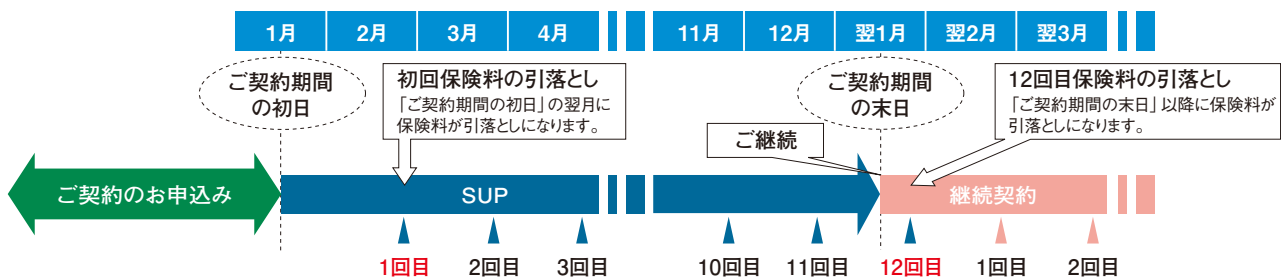 1月 2月 3月 4月 11月 12月 翌1月 翌2月 翌3月
ご契約期間
の初日
初回保険料の引落とし
「ご契約期間の初日」の翌月に
保険料が引落としになります。
ご契約期間
の末日
12回目保険料の引落とし
「ご契約期間の末日」以降に保険料が
引落としになります。
ご継続
ご契約のお申込み SUP 継続契約
1回目 2回目 3回目 10回目 11回目 12回目 1回目 2回目